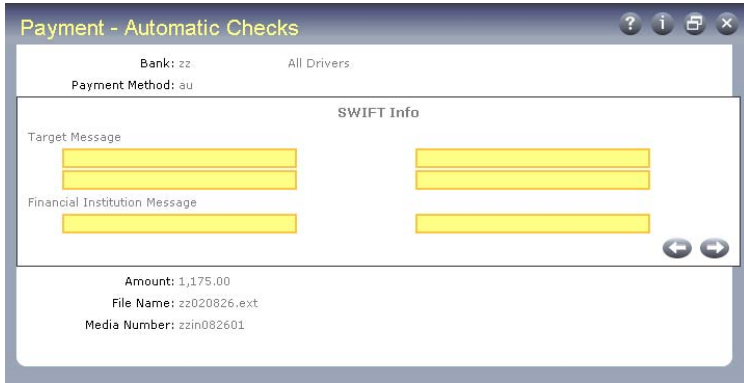 Payment - Automatic Checks
Bank: zz All Drivers
Payment Method: au
SWIFT Info
Target Message
Financial Institution Message
Amount: 1,175.00
File Name: zz020826.ext
Media Number: zzin082601